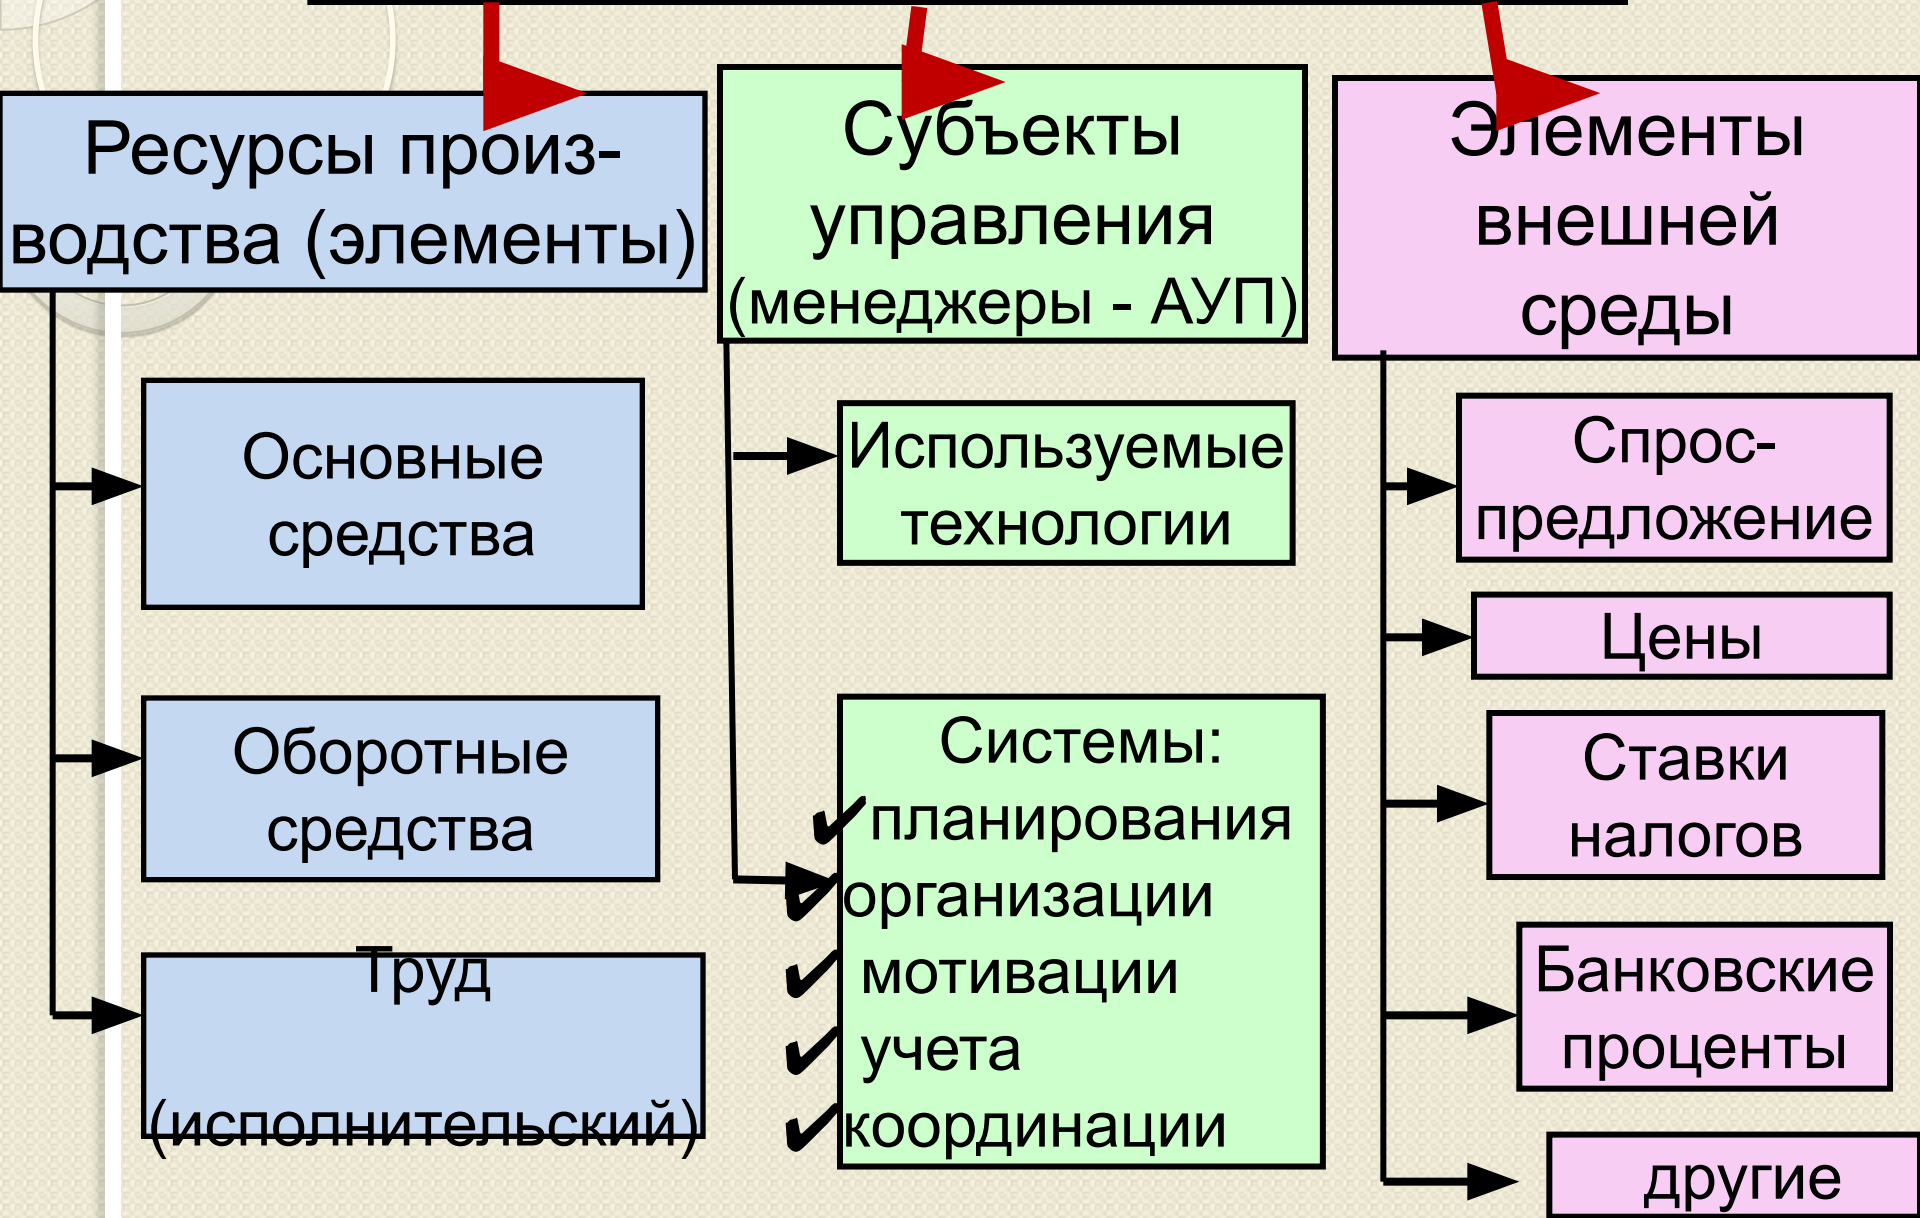 Ресурсы произ-
водства (элементы)
Основные
средства
Оборотные
средства
Труд
(исполнительский)
Субъекты
управления
(менеджеры - АУП)
Используемые
технологии
Системы:
✔планирования
✔организации
✔ мотивации
✔ учета
✔координации
Элементы
внешней
среды
Спрос-
предложение
Цены
Ставки
налогов
Банковские
проценты
другие